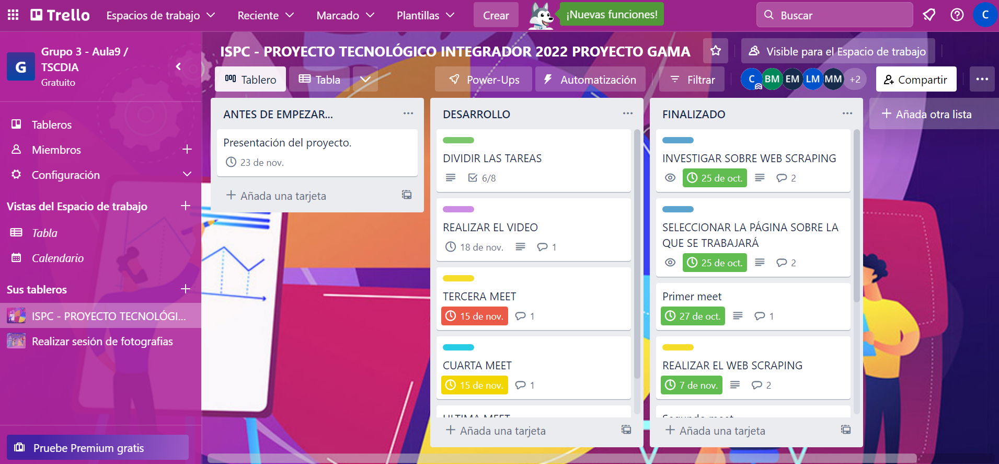 Trello
Espacios de trabajo
Reciente
Marcado
Plantillas
Crear
¡Nuevas funciones!
Buscar
C
G
Grupo 3 - Aula9 /
TSCDIA
Gratuito
Tableros
Miembros
Configuración
Vistas del Espacio de trabajo
Tabla
Calendario
Sus tableros
ISPC - PROYECTO TECNOLÓGI...
Realizar sesión de fotografias
Pruebe Premium gratis
ISPC - PROYECTO TECNOLÓGICO INTEGRADOR 2022 PROYECTO GAMA
Visible para el Espacio de trabajo
Tablero
Tabla
Power-Ups
Automatización
Filtrar
C
BM
EM
LM
MM
+2
Compartir
ANTES DE EMPEZAR...
Presentación del proyecto.
23 de nov.
Añada una tarjeta
DESARROLLO
DIVIDIR LAS TAREAS
6/8
REALIZAR EL VIDEO
18 de nov. 1
TERCERA MEET
15 de nov. 1
CUARTA MEET
15 de nov. 1
ULTIMA MEET
Añada una tarjeta
FINALIZADO
INVESTIGAR SOBRE WEB SCRAPING
25 de oct. 2
SELECCIONAR LA PÁGINA SOBRE LA
QUE SE TRABAJARÁ
25 de oct. 2
Primer meet
27 de oct. 1
REALIZAR EL WEB SCRAPING
7 de nov. 2
Segundo meet
Añada una tarjeta
Añada otra lista